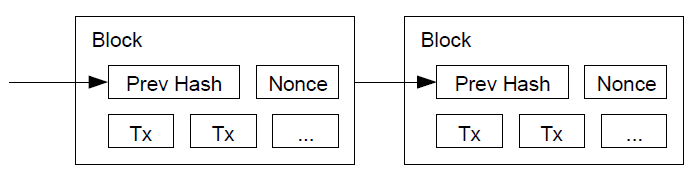 Block Block
Prev Hash Nonce Prev Hash Nonce
Tx Tx ... Tx Tx ...